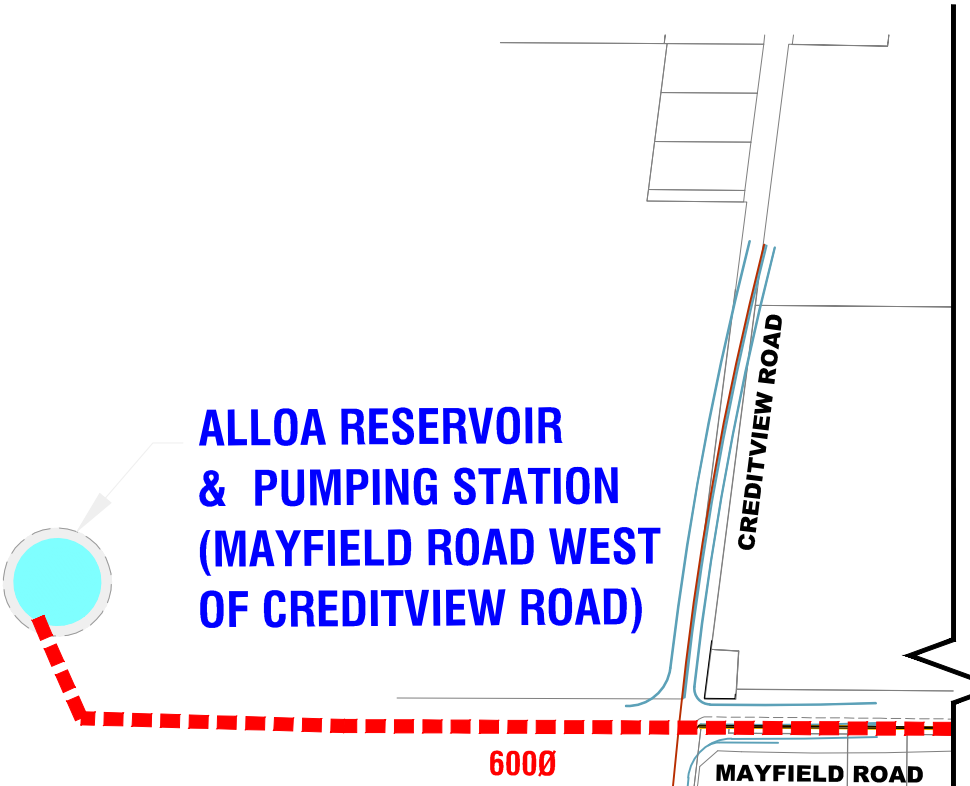 CREDITVIEW ROAD
ALLOA RESERVOIR
& PUMPING STATION
(MAYFIELD ROAD WEST
OF CREDITVIEW ROAD)
600Ø
MAYFIELD ROAD